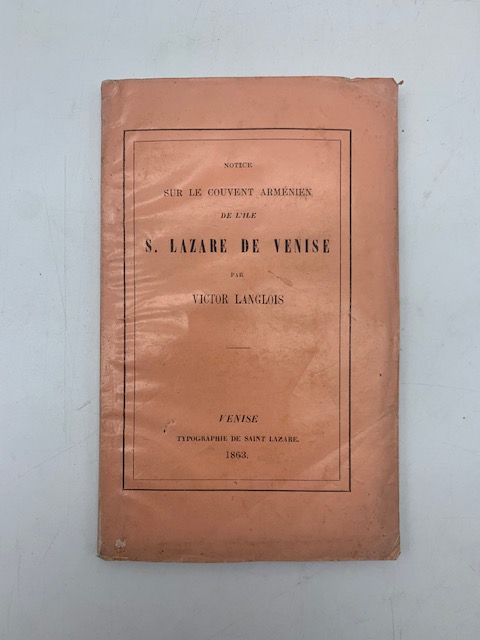 NOTICE
SUR LE COUVENT ARMÉNIEN
DE L'ILE
S. LAZARE DE VENISE
PAR
VICTOR LANGLOIS
VENISE
TYPOGRAPHIE DE SAINT LAZARE.
1863.